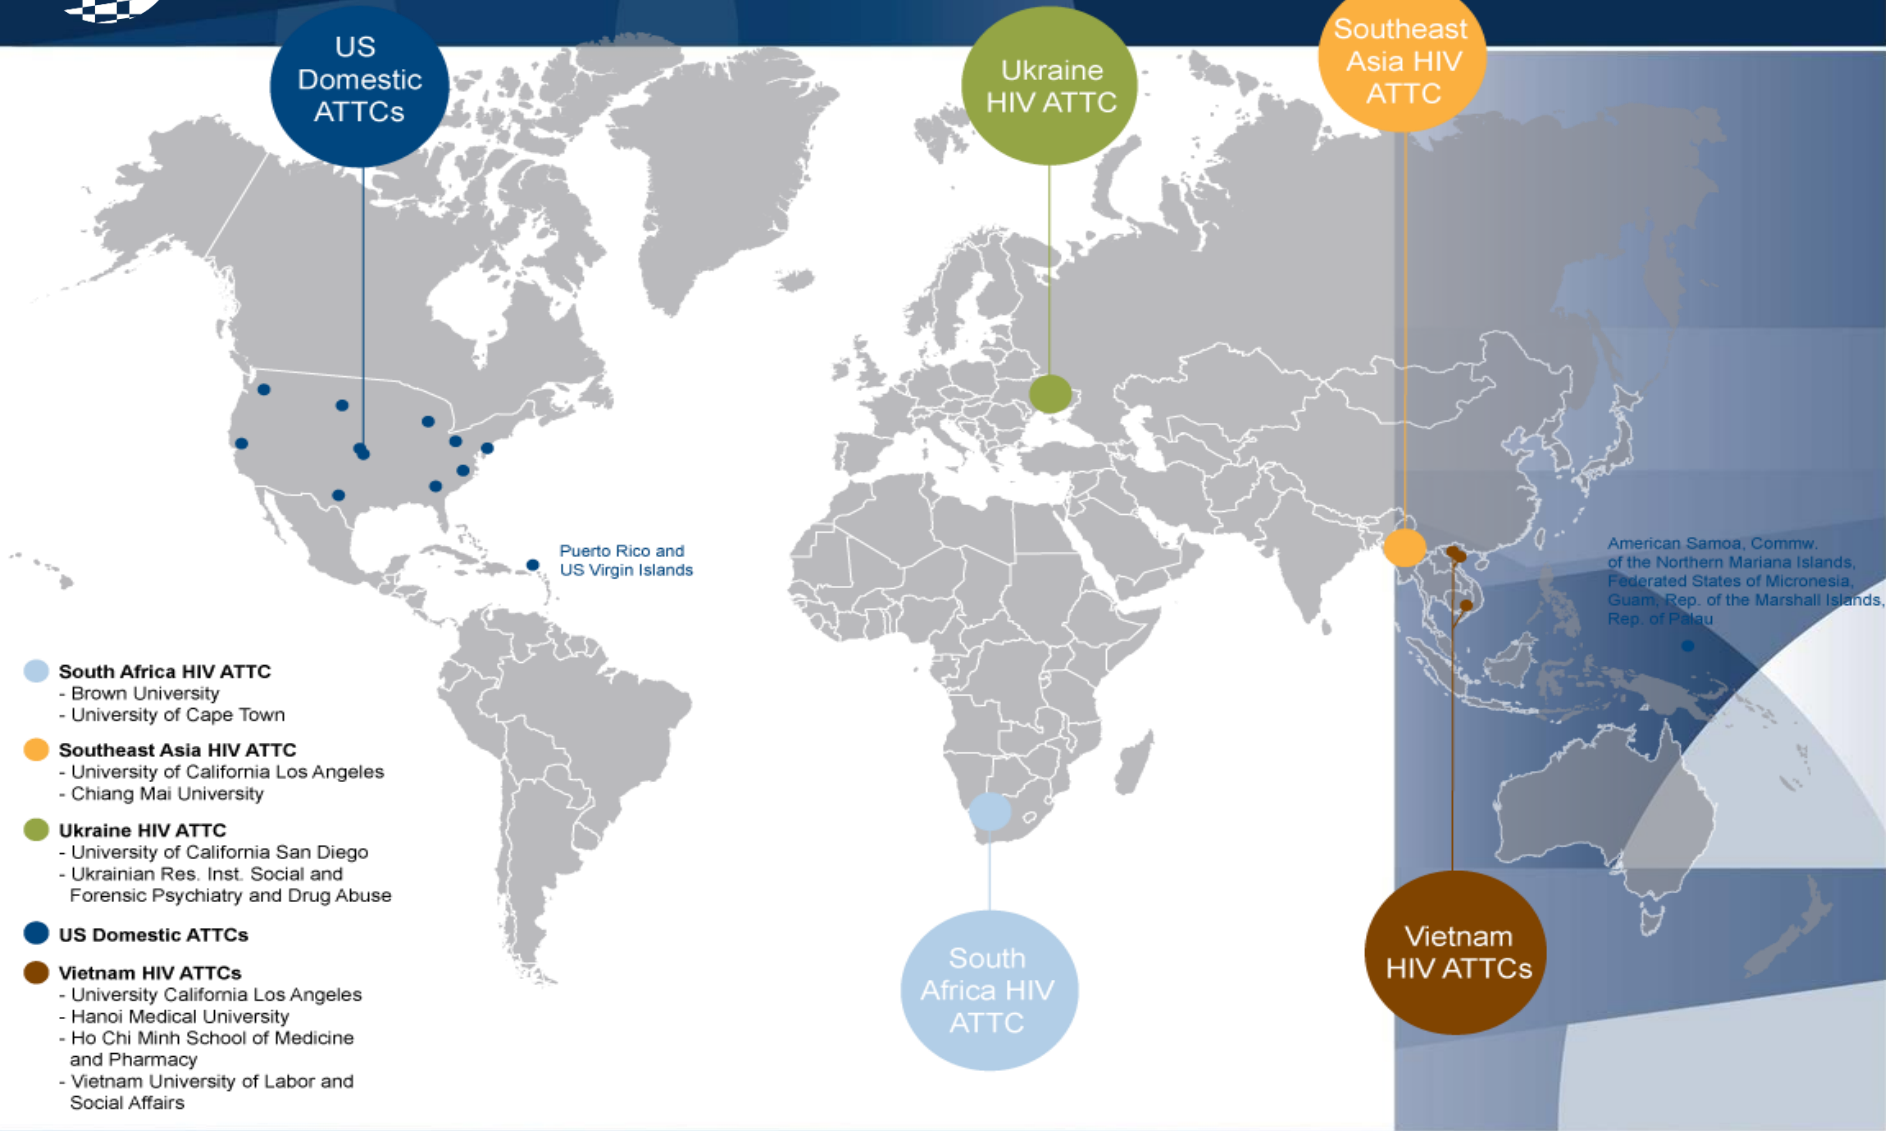 US
Domestic
ATTCs
Ukraine
HIV ATTC
Southeast
Asia HIV
ATTC
Puerto Rico and
US Virgin Islands
American Samoa, Commw.
of the Northern Mariana Islands,
Federated States of Micronesia,
Guam, Rep. of the Marshall Islands,
Rep. of Palau
South Africa HIV ATTC
- Brown University
- University of Cape Town
Southeast Asia HIV ATTC
- University of California Los Angeles
- Chiang Mai University
Ukraine HIV ATTC
- University of California San Diego
- Ukrainian Res. Inst. Social and
Forensic Psychiatry and Drug Abuse
US Domestic ATTCs
Vietnam HIV ATTCs
- University California Los Angeles
- Hanoi Medical University
- Ho Chi Minh School of Medicine
and Pharmacy
- Vietnam University of Labor and
Social Affairs
South
Africa HIV
ATTC
Vietnam
HIV ATTCs